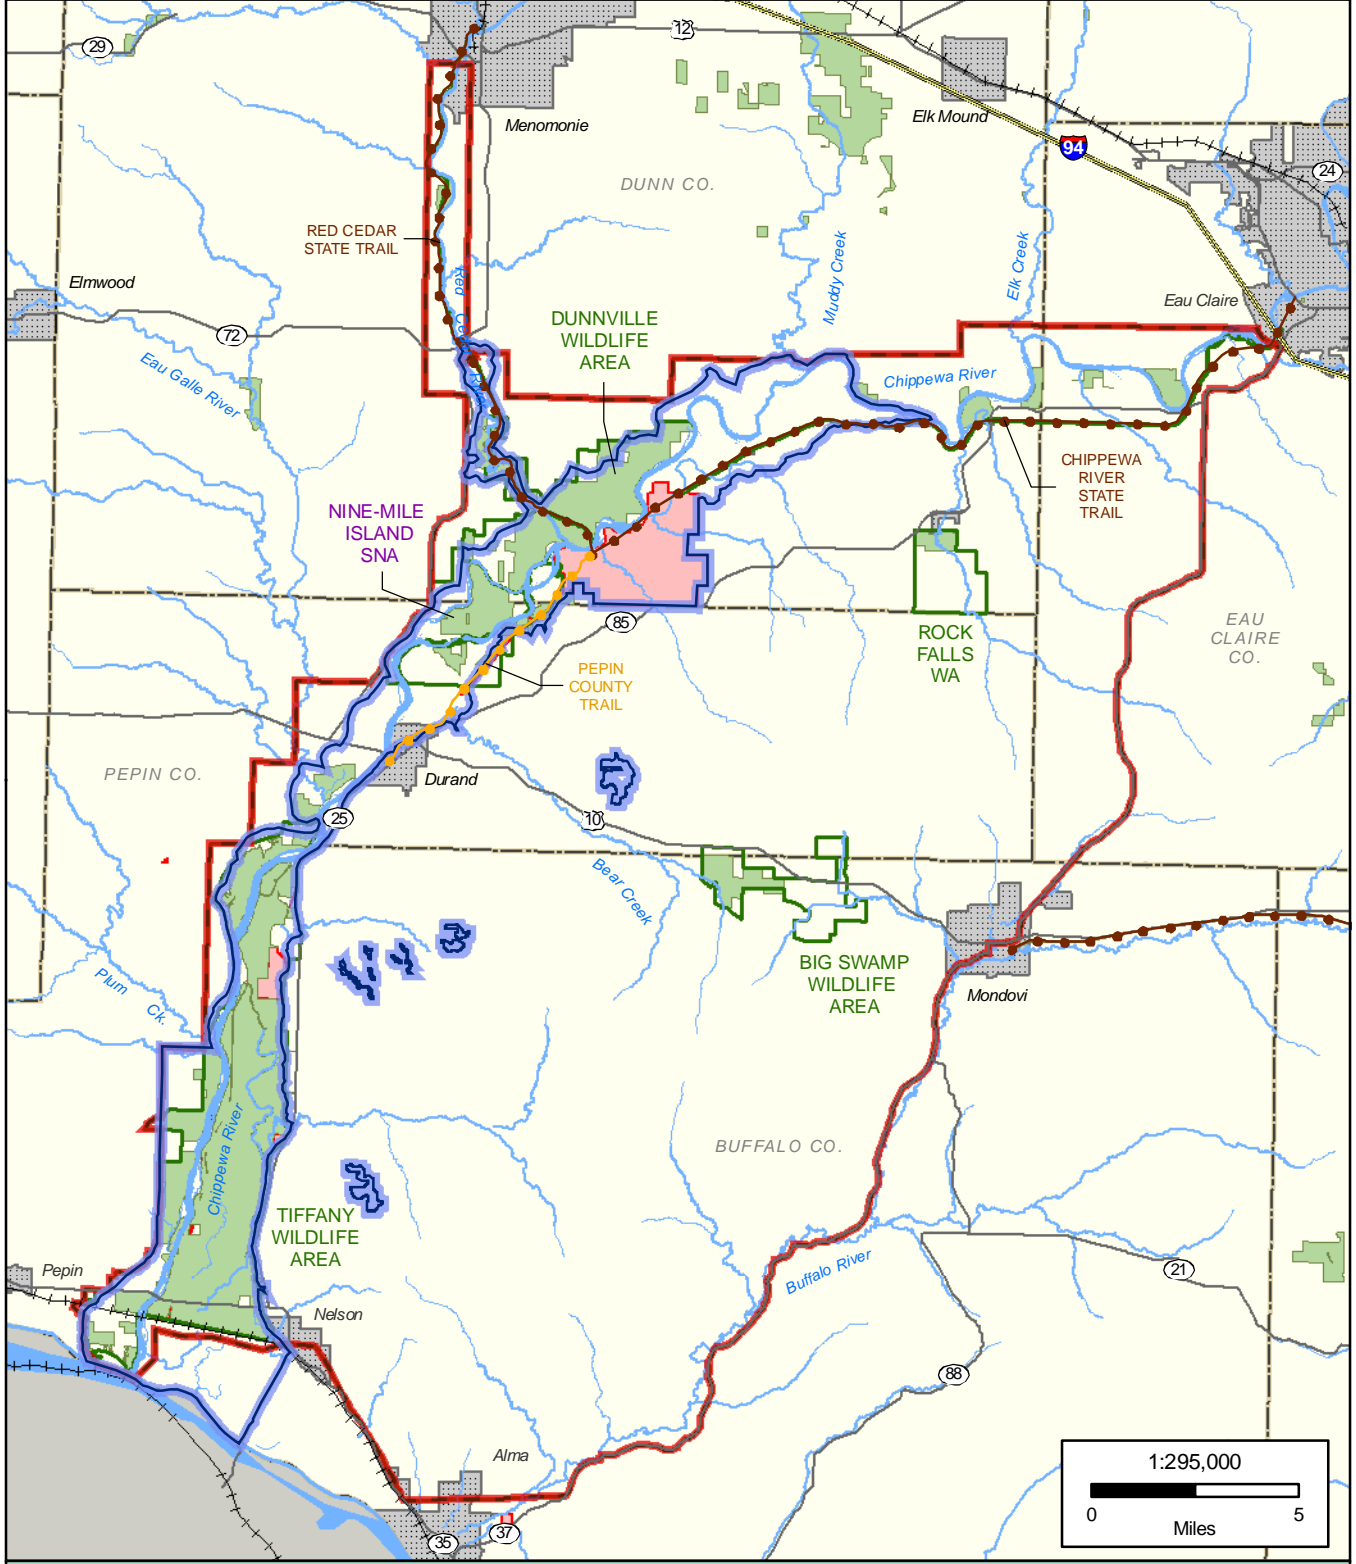 12
29
Menomonie
Elk Mound
94
24
DUNN CO.
RED CEDAR
STATE TRAIL
Muddy Creek
Elk Creek
Elmwood
Eau Claire
Red Cedar River
DUNNVILLE
WILDLIFE
AREA
72
Eau Galle River
Chippewa River
CHIPPEWA
RIVER
STATE
TRAIL
NINE-MILE
ISLAND
SNA
85
EAU
CLAIRE
CO.
ROCK
FALLS
WA
PEPIN
COUNTY
TRAIL
PEPIN CO.
Durand
25
10
Bear Creek
BIG SWAMP
WILDLIFE
AREA
Mondovi
Plum Ck.
Chippewa River
BUFFALO CO.
TIFFANY
WILDLIFE
AREA
Pepin
Buffalo River
21
Nelson
88
Alma
35
37
1:295,000
0 5
Miles